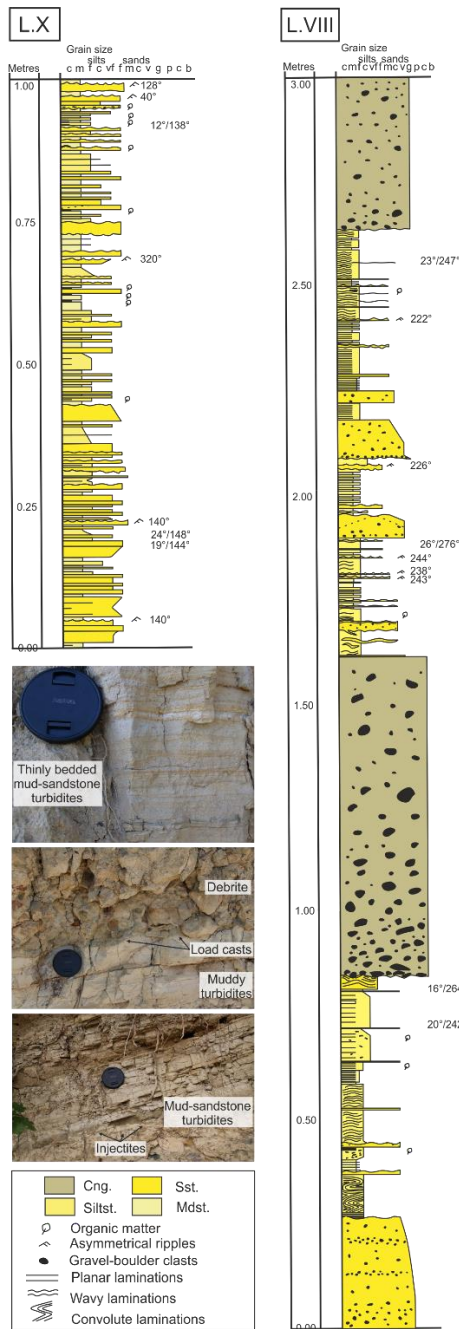 L.X
Grain size
silts sands
Metres
c m f c vf f m c v g p c b
1.00
128°
40°
12°/138°
0.75
320°
0.50
0.25
140°
24°/148°
19°/144°
140°
0.00
Thinly bedded
mud-sandstone
turbidites
Debrite
Load casts
Muddy
turbidites
Mud-sandstone
turbidites
Injectites
Cng.
Sst.
Siltst.
Mdst.
Organic matter
Asymmetrical ripples
Gravel-boulder clasts
Planar laminations
Wavy laminations
Convolute laminations
L.VIII
Grain size
silts sands
Metres
c m f c vf f m c v g p c b
3.00
23°/247°
2.50
222°
226°
2.00
26°/276°
244°
238°
243°
1.50
1.00
16°/264
20°/242
0.50
0.00